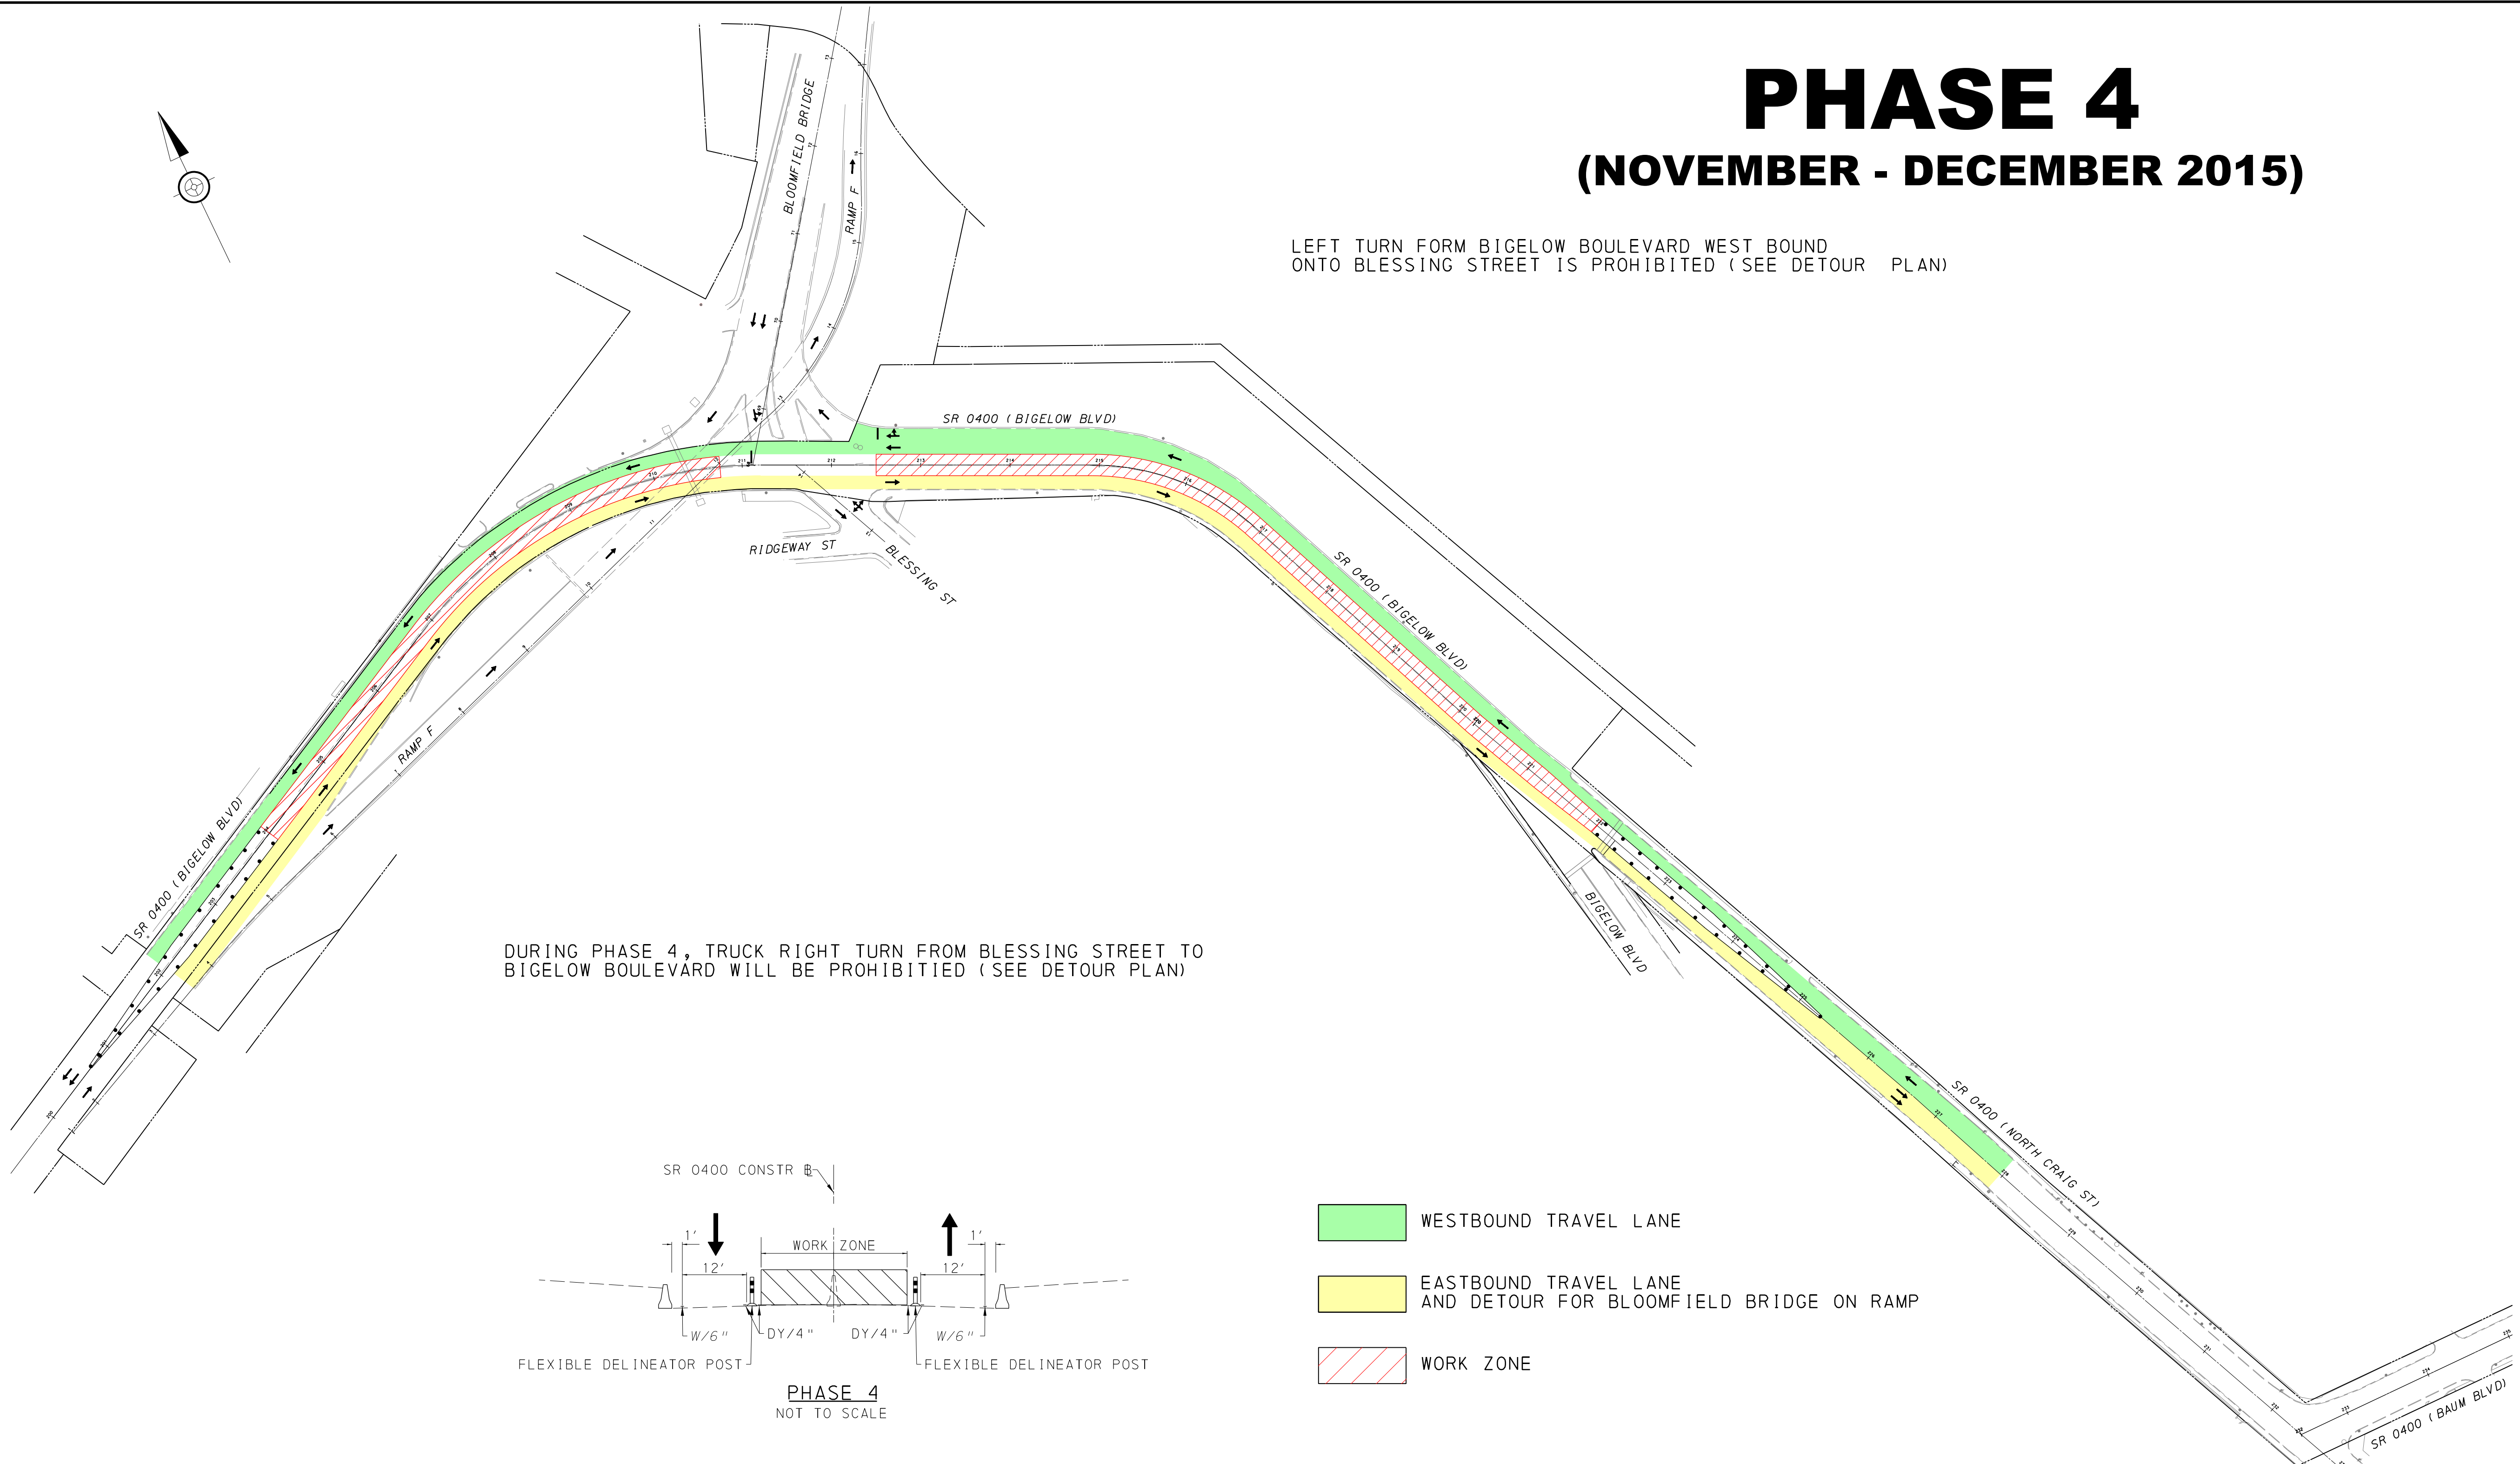 PHASE 4
(NOVEMBER - DECEMBER 2015)
LEFT TURN FORM BIGELOW BOULEVARD WEST BOUND
ONTO BLESSING STREET IS PROHIBITED (SEE DETOUR PLAN)
BLOOMFIELD BRIDGE
RAMP F
SR 0400 (BIGELOW BLVD)
RIDGEWAY ST
BLESSING ST
SR 0400 (BIGELOW BLVD)
RAMP F
SR 0400 (BIGELOW BLVD)
BIGELOW BLVD
DURING PHASE 4, TRUCK RIGHT TURN FROM BLESSING STREET TO
BIGELOW BOULEVARD WILL BE PROHIBITIED (SEE DETOUR PLAN)
SR 0400 (NORTH CRAIG ST)
SR 0400 (BAUM BLVD)
SR 0400 CONSTR B
1' 1'
WORK ZONE
12' 12'
W/6" DY/4" DY/4" W/6"
FLEXIBLE DELINEATOR POST FLEXIBLE DELINEATOR POST
PHASE 4
NOT TO SCALE
WESTBOUND TRAVEL LANE
EASTBOUND TRAVEL LANE
AND DETOUR FOR BLOOMFIELD BRIDGE ON RAMP
WORK ZONE
211
212
213
214
215